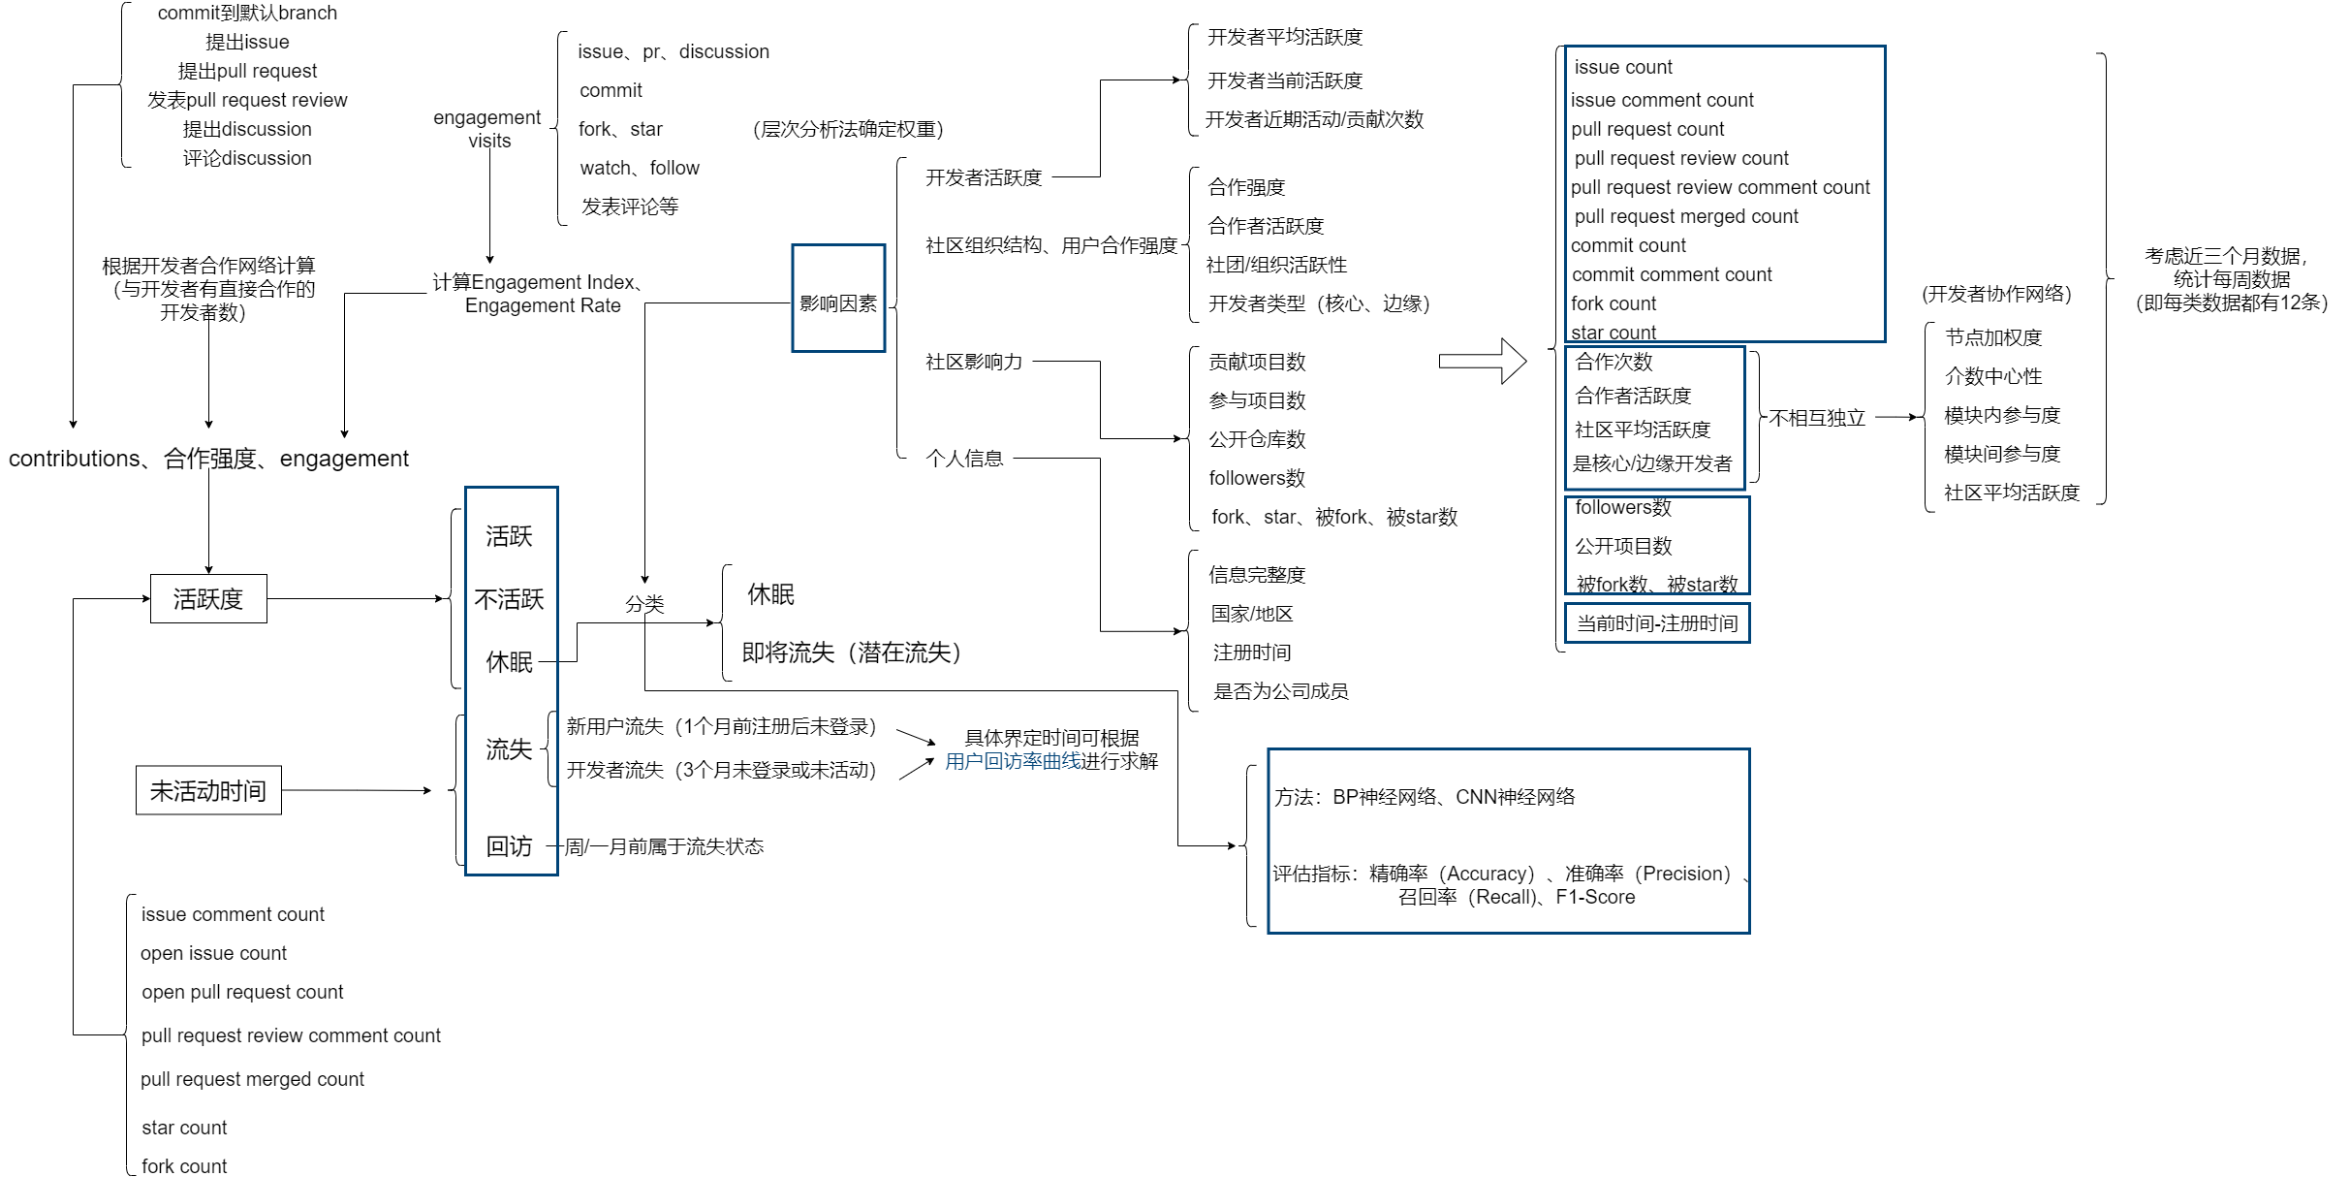 commit到默认branch
提出issue
提出pull request
发表pull request review
提出discussion
评论discussion
engagement
visits
issue、pr、discussion
commit
fork、star
watch、follow
发表评论等
(层次分析法确定权重)
根据开发者合作网络计算
（与开发者有直接合作的
开发者数）
计算Engagement Index、
Engagement Rate
contributions、合作强度、engagement
活跃度
未活动时间
活跃
不活跃
休眠
流失
回访
休眠
即将流失（潜在流失）
分类
新用户流失（1个月前注册后未登录）
开发者流失（3个月未登录或未活动）
具体界定时间可根据
用户回访率曲线进行求解
周/一月前属于流失状态
issue comment count
open issue count
open pull request count
pull request review comment count
pull request merged count
star count
fork count
影响因素
开发者活跃度
社区组织结构、用户合作强度
社区影响力
个人信息
开发者平均活跃度
开发者当前活跃度
开发者近期活动/贡献次数
合作强度
合作者活跃度
社团/组织活跃性
开发者类型（核心、边缘）
贡献项目数
参与项目数
公开仓库数
followers数
fork、star、被fork、被star数
信息完整度
国家/地区
注册时间
是否为公司成员
方法：BP神经网络、CNN神经网络
评估指标：精确率（Accuracy）、准确率（Precision）、
召回率（Recall)、F1-Score
issue count
issue comment count
pull request count
pull request review count
pull request review comment count
pull request merged count
commit count
commit comment count
fork count
star count
合作次数
合作者活跃度
社区平均活跃度
是核心/边缘开发者
followers数
公开项目数
被fork数、被star数
当前时间-注册时间
不相互独立
(开发者协作网络)
节点加权度
介数中心性
模块内参与度
模块间参与度
社区平均活跃度
考虑近三个月数据，
统计每周数据
（即每类数据都有12条）